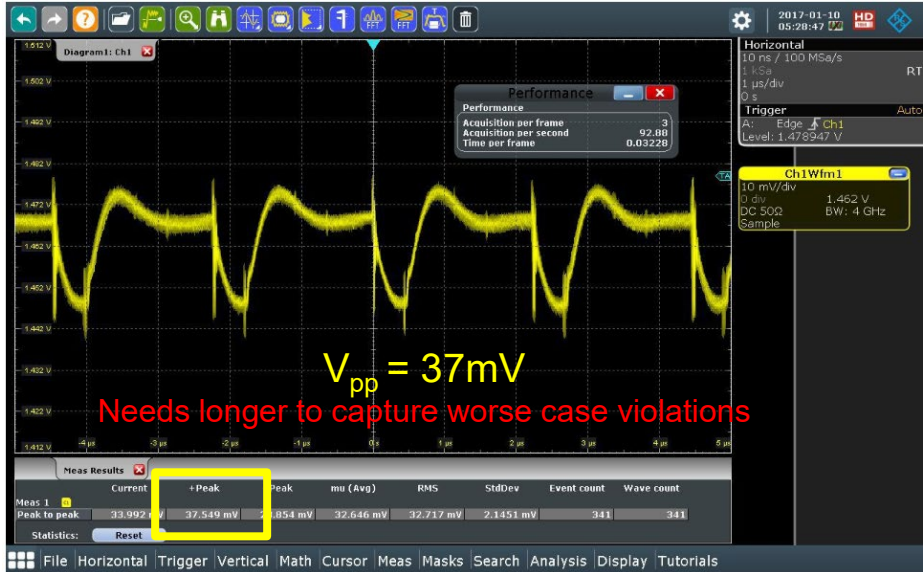 2017-01-10
05:28:47
HD
Diagram1: Ch1
1.512 V
1.502 V
1.492 V
1.482 V
1.472 V
1.462 V
1.452 V
1.442 V
1.432 V
1.422 V
1.412 V
Performance
Performance
Acquisition per frame 3
Acquisition per second 92.88
Time per frame 0.03228
Horizontal
10 ns / 100 MSa/s
1 kSa RT
1 µs/div
0 s
Trigger Auto
A: Edge Ch1
Level: 1.478947 V
TA
Ch1Wfm1
10 mV/div
0 div 1.462 V
DC 50Ω BW: 4 GHz
Sample
Vpp = 37mV
Needs longer to capture worse case violations
-4 µs -3 µs -2 µs -1 µs 0 s 1 µs 2 µs 3 µs 4 µs 5 µs
Meas Results
Current +Peak Peak mu (Avg) RMS StdDev Event count Wave count
Meas 1
Peak to peak 33.992 mV 37.549 mV .854 mV 32.646 mV 32.717 mV 2.1451 mV 341 341
Statistics: Reset
File Horizontal Trigger Vertical Math Cursor Meas Masks Search Analysis Display Tutorials